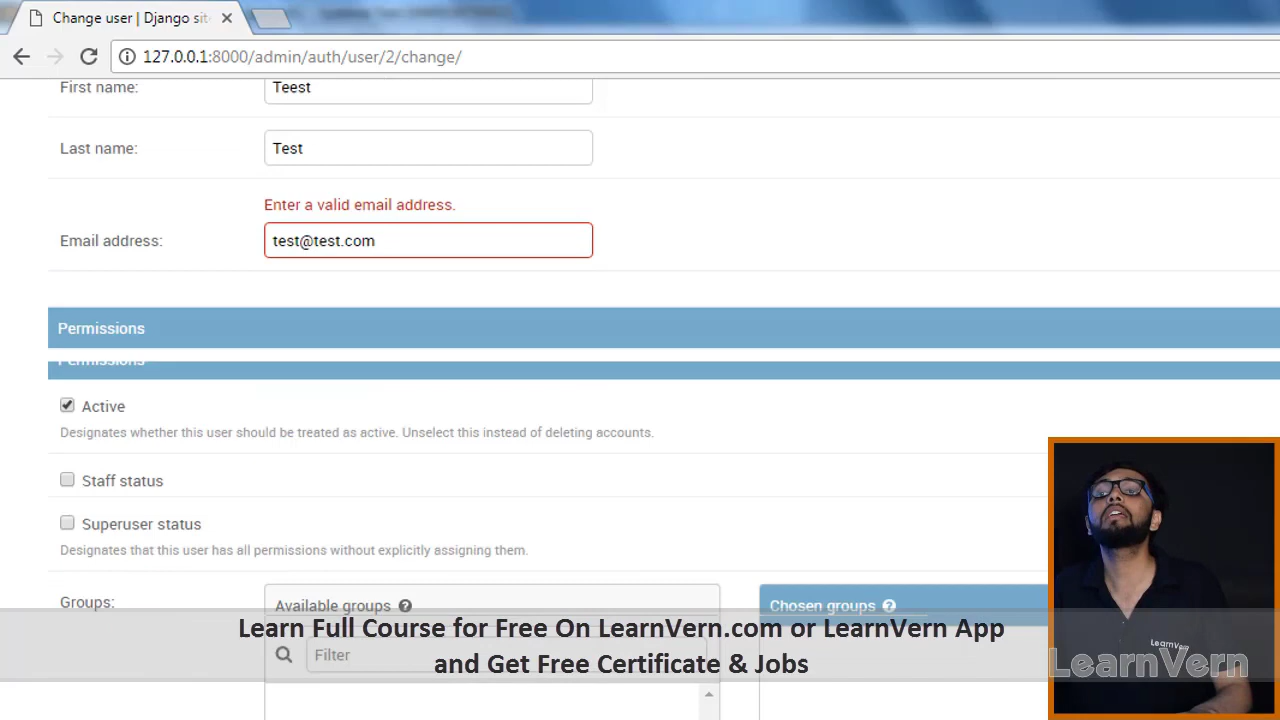 Change user | Django sit
127.0.0.1:8000/admin/auth/user/2/change/
First name:
Teest
Last name:
Test
Enter a valid email address.
Email address:
test@test.com
Permissions
Permissions
Active
Designates whether this user should be treated as active. Unselect this instead of deleting accounts.
Staff status
Superuser status
Designates that this user has all permissions without explicitly assigning them.
Groups:
Available groups ?
Chosen groups ?
Filter
Learn Full Course for Free On LearnVern.com or LearnVern App
and Get Free Certificate & Jobs
LearnVern
LearnVern